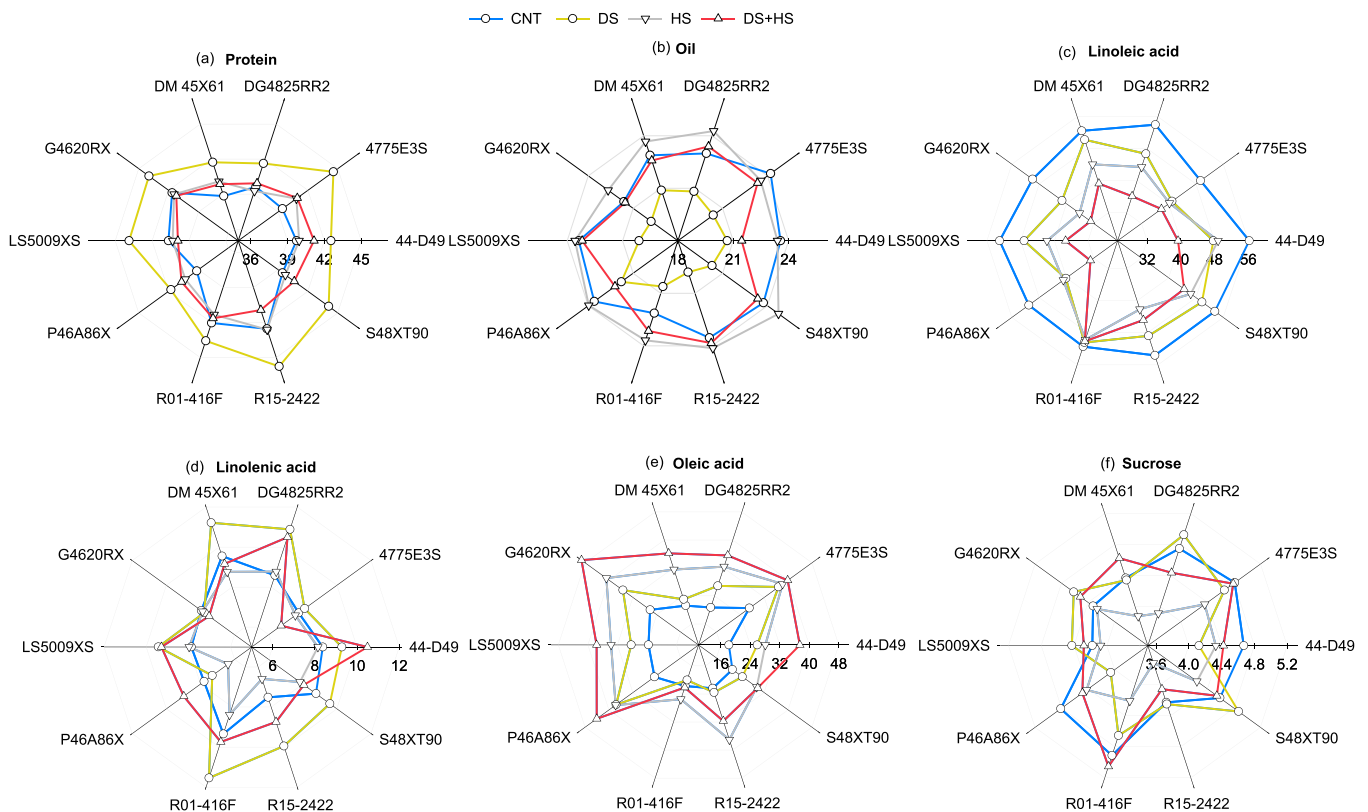 CNT DS HS DS+HS
(a) Protein
DM 45X61 DG4825RR2
G4620RX 4775E3S
LS5009XS 44-D49
36 39 42 45
P46A86X S48XT90
R01-416F R15-2422
(b) Oil
DM 45X61 DG4825RR2
G4620RX 4775E3S
LS5009XS 44-D49
18 21 24
P46A86X S48XT90
R01-416F R15-2422
(c) Linoleic acid
DM 45X61 DG4825RR2
G4620RX 4775E3S
LS5009XS 44-D49
32 40 48 56
P46A86X S48XT90
R01-416F R15-2422
(d) Linolenic acid
DM 45X61 DG4825RR2
G4620RX 4775E3S
LS5009XS 44-D49
6 8 10 12
P46A86X S48XT90
R01-416F R15-2422
(e) Oleic acid
DM 45X61 DG4825RR2
G4620RX 4775E3S
LS5009XS 44-D49
16 24 32 40 48
P46A86X S48XT90
R01-416F R15-2422
(f) Sucrose
DM 45X61 DG4825RR2
G4620RX 4775E3S
LS5009XS 44-D49
3.6 4.0 4.4 4.8 5.2
P46A86X S48XT90
R01-416F R15-2422